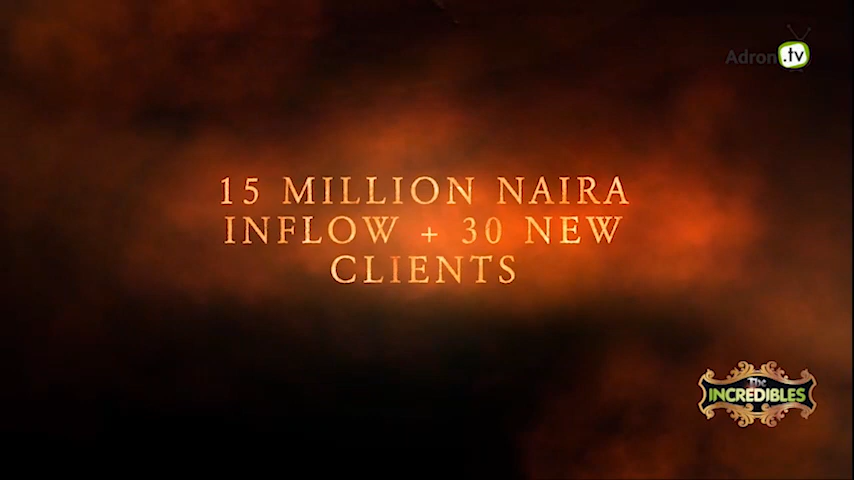 Adron.tv
15 MILLION NAIRA
INFLOW + 30 NEW
CLIENTS
The
INCREDIBLES